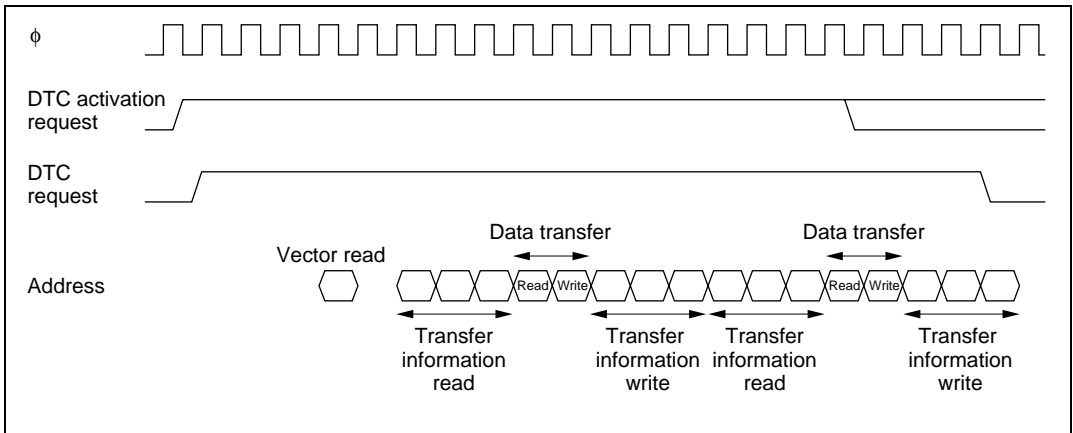 φ
DTC activation
request
DTC
request
Data transfer
Data transfer
Vector read
Address
Read
Write
Read
Write
Transfer
information
read
Transfer
information
write
Transfer
information
read
Transfer
information
write